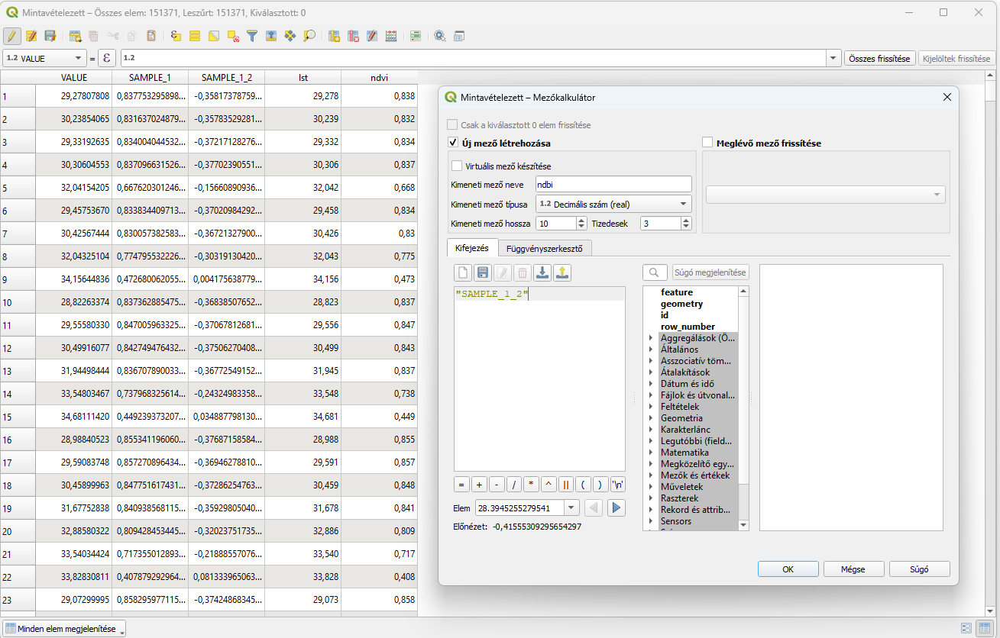 Mintavételezett – Összes elem: 151371, Leszűrt: 151371, Kiválasztott: 0
1.2 VALUE = ε 1.2 Összes frissítése Kijelöltek frissítése
VALUE SAMPLE_1 SAMPLE_1_2 lst ndvi
1 29,27807808 0,837753295898... -0,35817378759... 29,278 0,838
2 30,23854065 0,831637024879... -0,35783529281... 30,239 0,832
3 29,33192635 0,834004044532... -0,37217128276... 29,332 0,834
4 30,30604553 0,837096631526... -0,37702390551... 30,306 0,837
5 32,04154205 0,667620301246... -0,15660890936... 32,042 0,668
6 29,45753670 0,833834409713... -0,37020984292... 29,458 0,834
7 30,42567444 0,830057382583... -0,36721327900... 30,426 0,83
8 32,04325104 0,774795532226... -0,30319130420... 32,043 0,775
9 34,15644836 0,472680062055... 0,004175638779... 34,156 0,473
10 28,82263374 0,837362885475... -0,36838507652... 28,823 0,837
11 29,55580330 0,847005963325... -0,37067812681... 29,556 0,847
12 30,49916077 0,842749476432... -0,37506270408... 30,499 0,843
13 31,94498444 0,836707890033... -0,36772549152... 31,945 0,837
14 33,54803467 0,737968325614... -0,24324983358... 33,548 0,738
15 34,68111420 0,449239373207... 0,034887798130... 34,681 0,449
16 28,98840523 0,855341196060... -0,37687158584... 28,988 0,855
17 29,59083748 0,857270896434... -0,36946278810... 29,591 0,857
18 30,45899963 0,847751617431... -0,37286254763... 30,459 0,848
19 31,67752838 0,840938568115... -0,35929805040... 31,678 0,841
20 32,88580322 0,809428453445... -0,32023751735... 32,886 0,809
21 33,54034424 0,717355012893... -0,21888557076... 33,540 0,717
22 33,82830811 0,407879292964... 0,081333965063... 33,828 0,408
23 29,07299995 0,858295977115... -0,37424868345... 29,073 0,858
Minden elem megjelenítése
Mintavételezett – Mezőkalkulátor
Csak a kiválasztott 0 elem frissítése
Új mező létrehozása
Meglévő mező frissítése
Virtuális mező készítése
Kimeneti mező neve ndbi
Kimeneti mező típusa 1.2 Decimális szám (real)
Kimeneti mező hossza 10 Tizedesek 3
Kifejezés Függvényszerkesztő
Súgó megjelenítése
"SAMPLE_1_2"
feature
geometry
id
row_number
Aggregálások (Ö...
Általános
Asszociatív töm...
Átalakítások
Dátum és idő
Fájlok és útvonal...
Feltételek
Geometria
Karakterlánc
Legutóbbi (field...
Matematika
Megközelítő egy...
Mezők és értékek
Műveletek
Raszterek
Rekord és attrib...
Sensors
= + - / * ^ || ( ) '\n'
Elem 28.3945255279541
Előnézet: -0,41555309295654297
OK Mégse Súgó